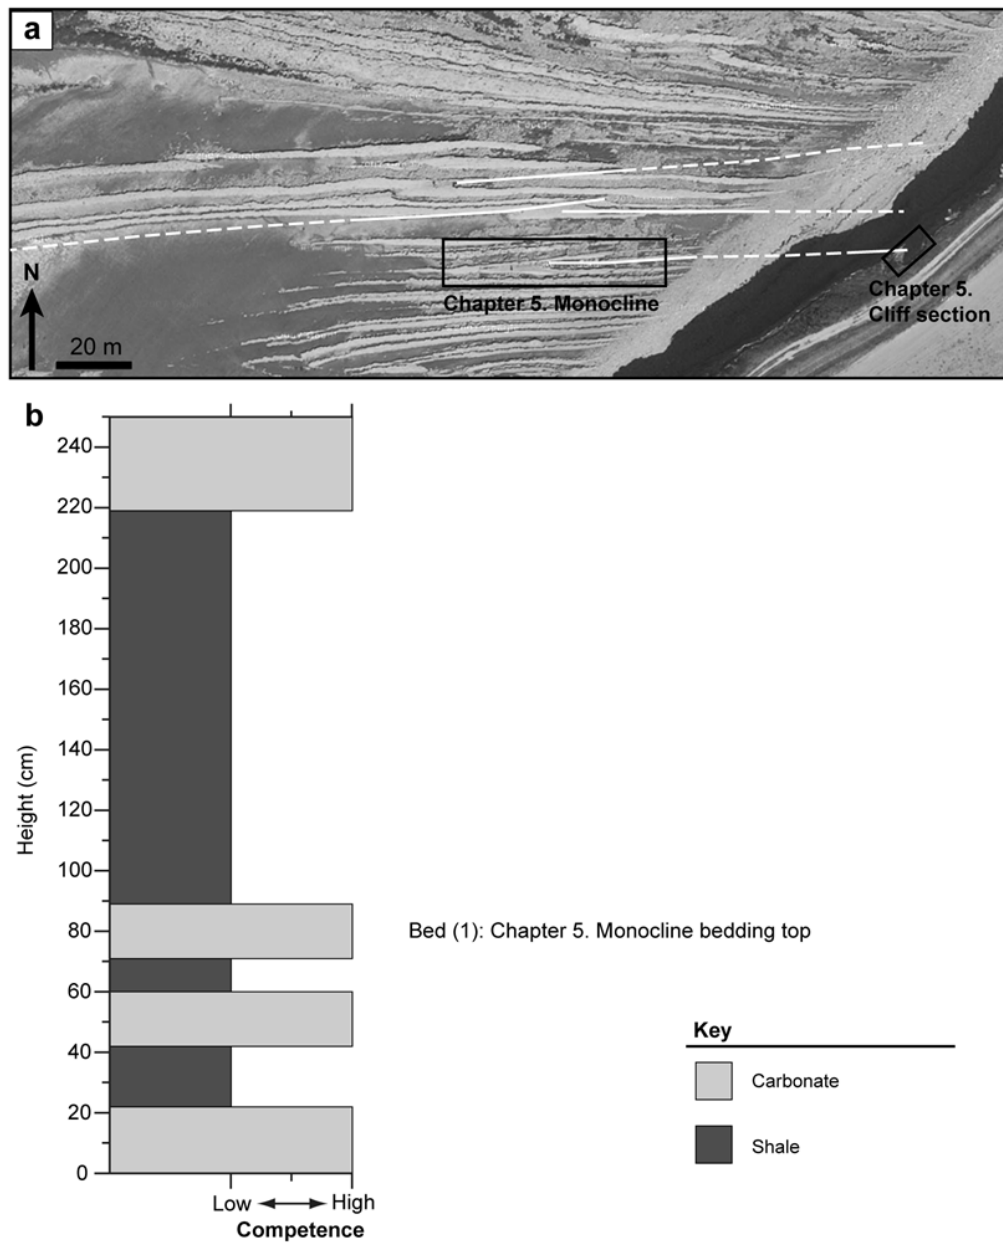 a
N
20 m
Chapter 5. Monocline
Chapter 5.
Cliff section
b
240
220
200
180
160
140
120
100
80
60
40
20
0
Height (cm)
Bed (1): Chapter 5. Monocline bedding top
Key
Carbonate
Shale
Low
High
Competence